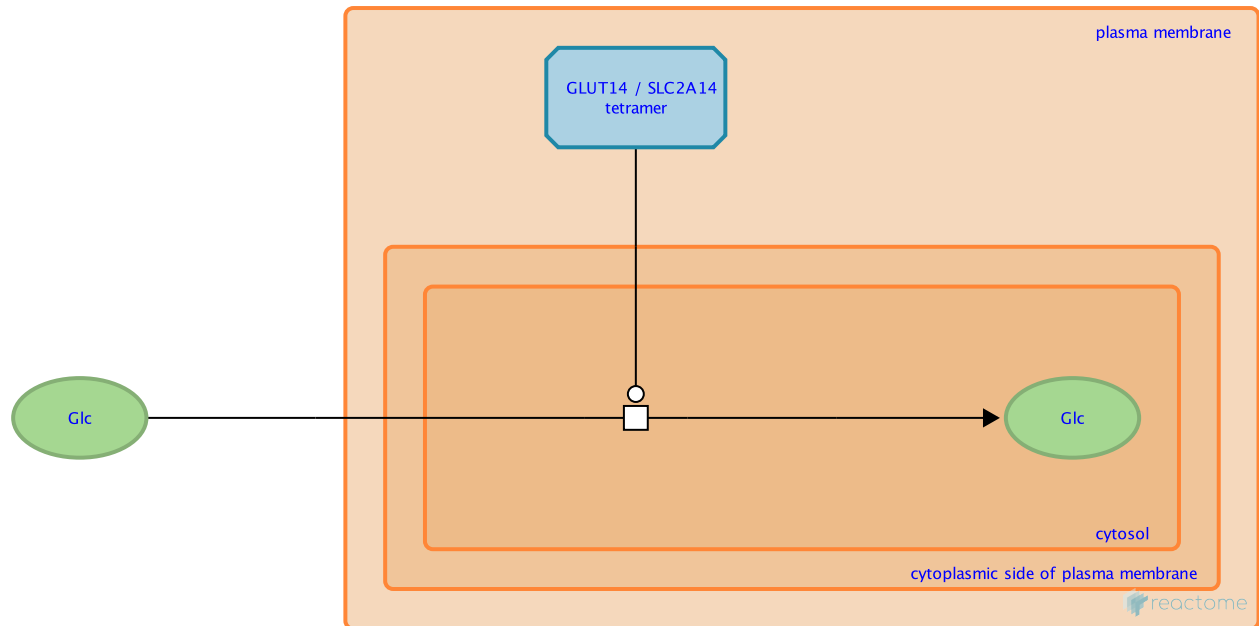 plasma membrane
GLUT14 / SLC2A14
tetramer
Glc
Glc
cytosol
cytoplasmic side of plasma membrane
reactome